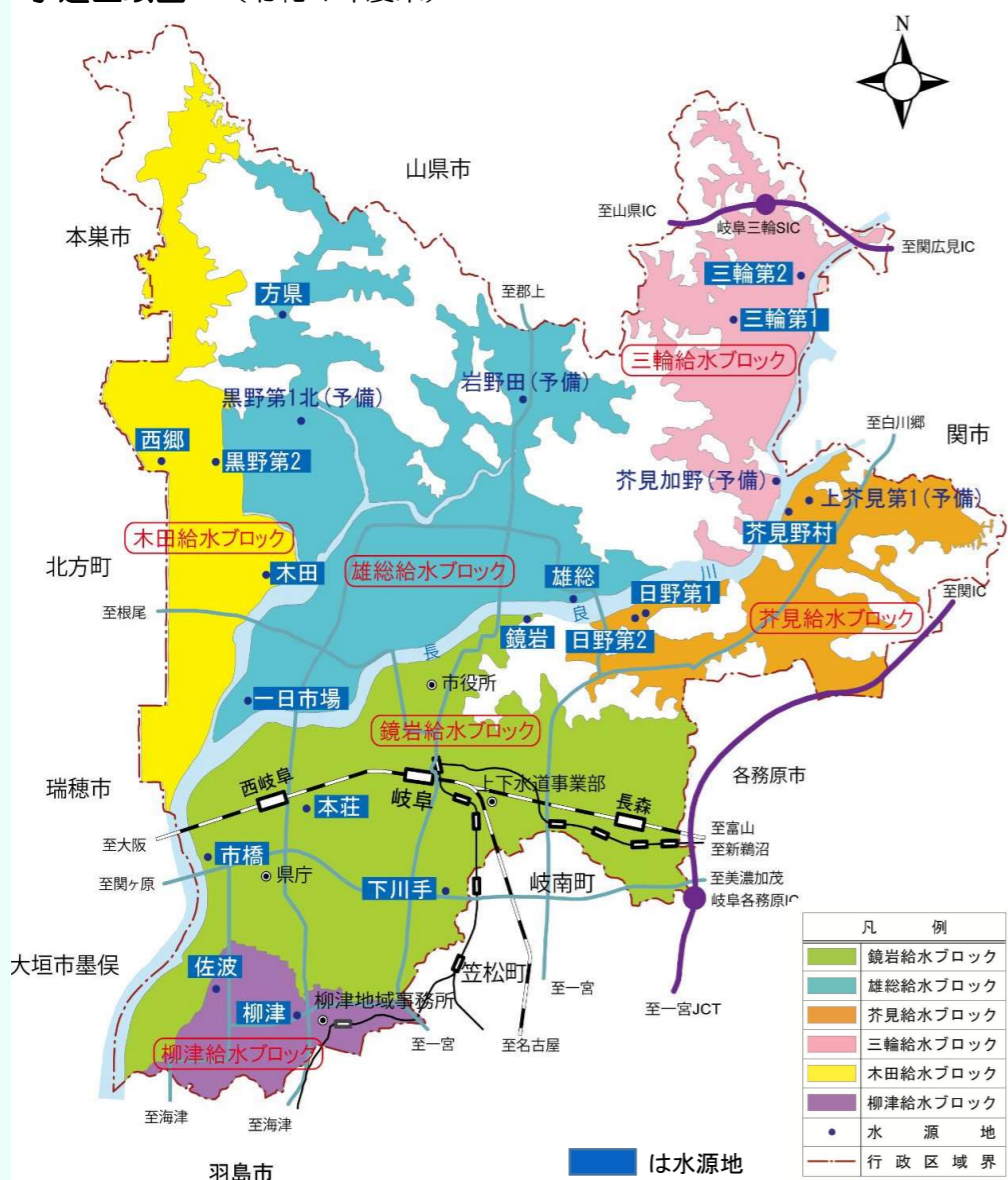 N
山県市
至山県IC
岐阜三輪SIC
至関広見IC
本巣市
三輪第2
方県
至郡上
三輪第1
三輪給水ブロック
岩野田(予備)
黒野第1北(予備)
至白川郷
関市
西郷
黒野第2
芥見加野(予備)
上芥見第1(予備)
芥見野村
木田給水ブロック
北方町
木田
雄総給水ブロック
雄総
川
日野第1
至関IC
至根尾
良
鏡岩
日野第2
芥見給水ブロック
長
市役所
一日市場
鏡岩給水ブロック
瑞穂市
西岐阜
岐阜
上下水道事業部
長森
各務原市
本荘
至大阪
至富山
至新鵜沼
市橋
至関ヶ原
県庁
下川手
岐南町
至美濃加茂
岐阜各務原IC
大垣市墨俣
佐波
笠松町
柳津
柳津地域事務所
至一宮
至一宮JCT
柳津給水ブロック
至一宮
至名古屋
至海津
至海津
羽島市
は水源地
凡 例
鏡岩給水ブロック
雄総給水ブロック
芥見給水ブロック
三輪給水ブロック
木田給水ブロック
柳津給水ブロック
水 源 地
行 政 区 域 界